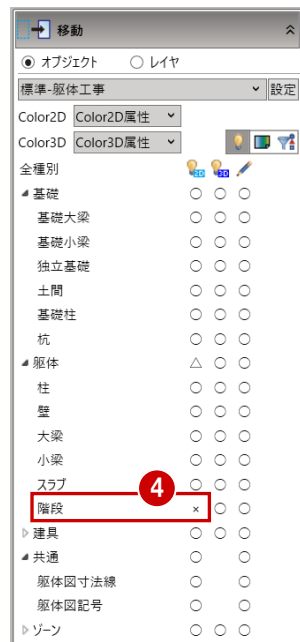 移動
オブジェクト レイヤ
標準-躯体工事 設定
Color2D Color2D属性
Color3D Color3D属性
全種別 2D 3D
基礎 ○ ○ ○
基礎大梁 ○ ○ ○
基礎小梁 ○ ○ ○
独立基礎 ○ ○ ○
土間 ○ ○ ○
基礎柱 ○ ○ ○
杭 ○ ○ ○
躯体 △ ○ ○
柱 ○ ○ ○
壁 ○ ○ ○
大梁 ○ ○ ○
小梁 ○ ○ ○
スラブ ○ ○ ○
4
階段 × ○ ○
建具 ○ ○ ○
共通 ○ ○
躯体図寸法線 ○ ○
躯体図記号 ○ ○
ゾーン ○ ○ ○